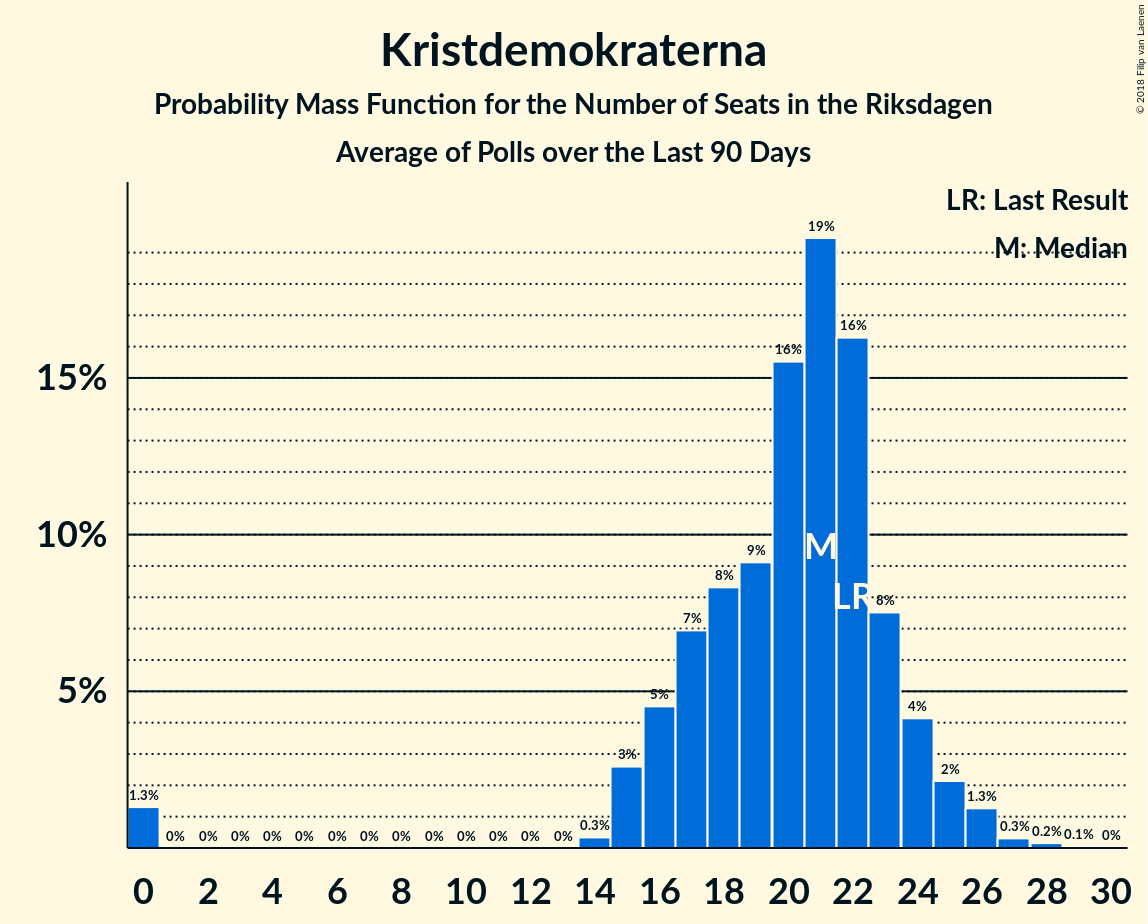 Kristdemokraterna
Probability Mass Function for the Number of Seats in the Riksdagen
Average of Polls over the Last 90 Days
© 2018 Filip van Laenen
LR: Last Result
M: Median
15%
10%
5%
1.3% 0% 0% 0% 0% 0% 0% 0% 0% 0% 0% 0% 0% 0% 0.3% 3% 5% 7% 8% 9% 16% 19% 16% 8% 4% 2% 1.3% 0.3% 0.2% 0.1% 0%
M
LR
0 2 4 6 8 10 12 14 16 18 20 22 24 26 28 30